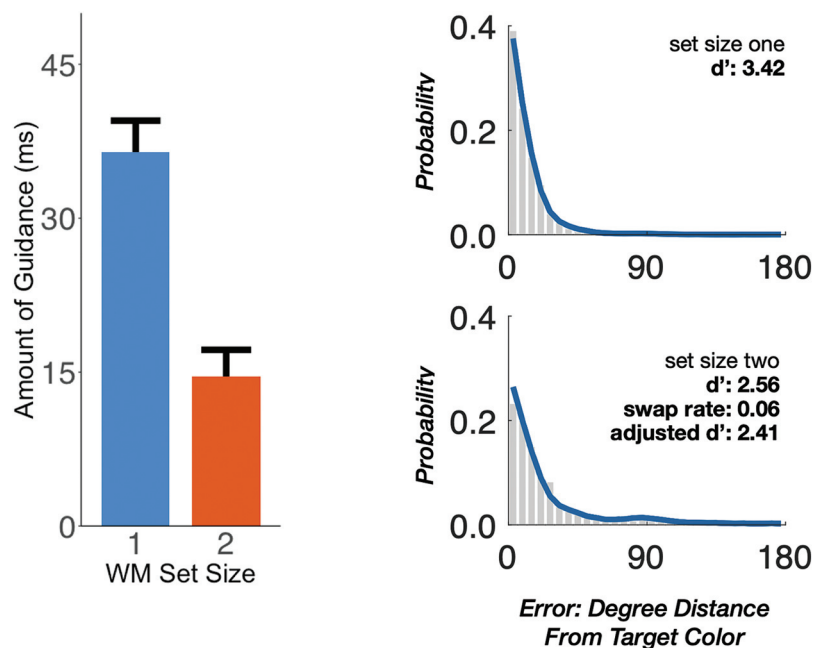 Amount of Guidance (ms)
45
30
15
0
1 2
WM Set Size
Probability
0.4
0.2
0.0
0 90 180
set size one
d': 3.42
Probability
0.4
0.2
0.0
0 90 180
set size two
d': 2.56
swap rate: 0.06
adjusted d': 2.41
Error: Degree Distance
From Target Color